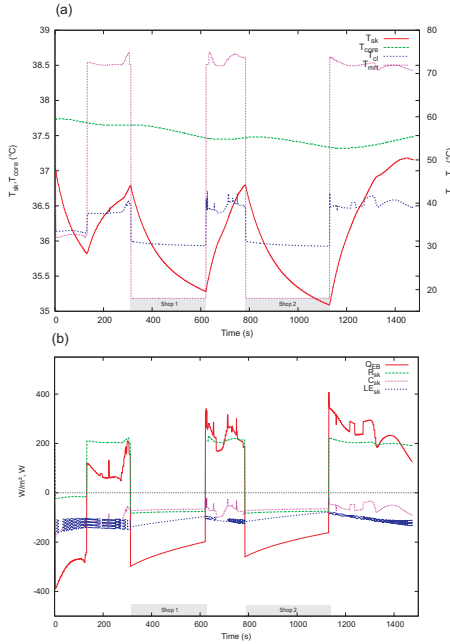 (a)
39
38.5
38
37.5
37
36.5
36
35.5
35
80
70
60
50
40
30
20
T_sk
T_core
T_cl
T_mrt
T_sk,T_core (°C)
Shop 1
Shop 2
0 200 400 600 800 1000 1200 1400
Time (s)
(b)
400
200
0
-200
-400
Q_EB
R_sk
C_sk
LE_sk
W/m², W
Shop 1
Shop 2
0 200 400 600 800 1000 1200 1400
Time (s)